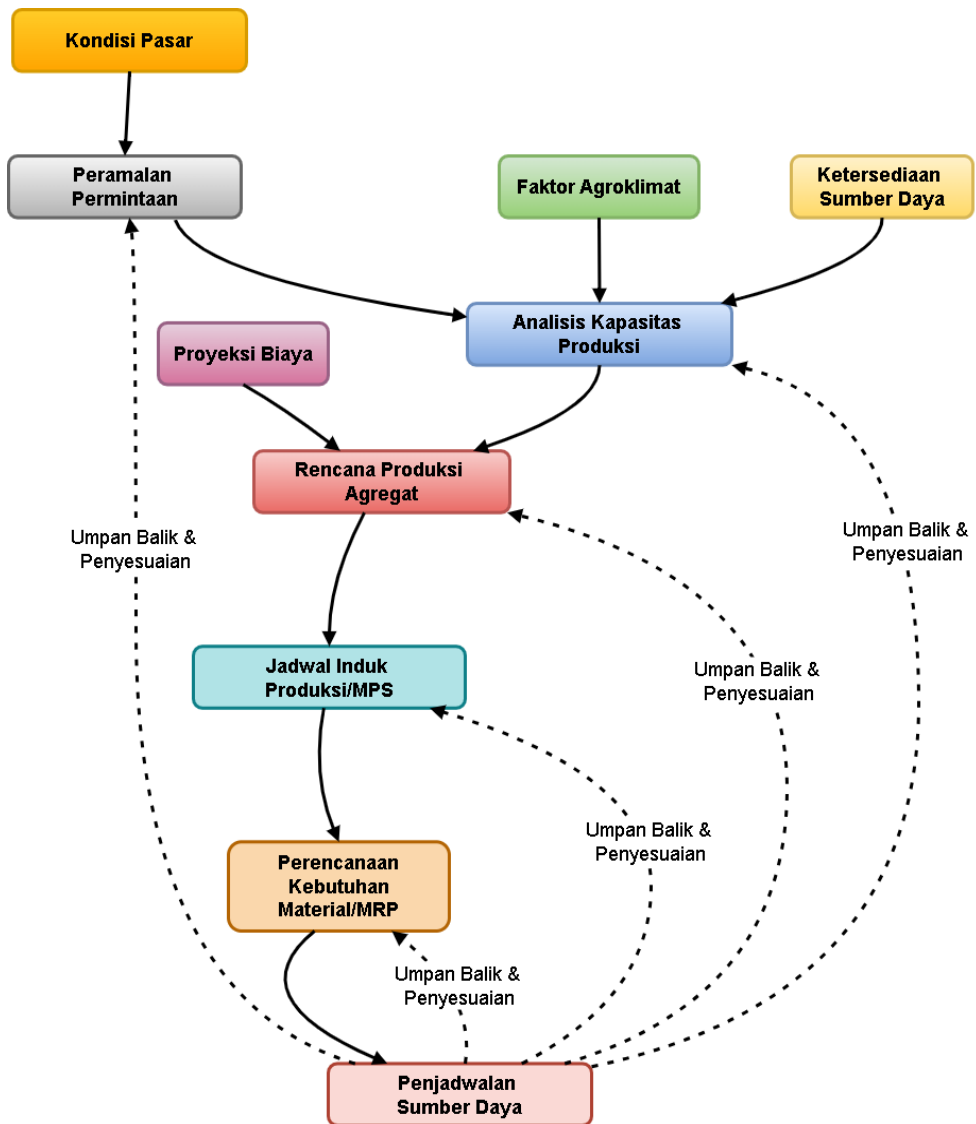 Kondisi Pasar
Peramalan
Permintaan
Faktor Agroklimat
Ketersediaan
Sumber Daya
Analisis Kapasitas
Produksi
Proyeksi Biaya
Rencana Produksi
Agregat
Umpan Balik &
Penyesuaian
Umpan Balik &
Penyesuaian
Jadwal Induk
Produksi/MPS
Umpan Balik &
Penyesuaian
Umpan Balik &
Penyesuaian
Perencanaan
Kebutuhan
Material/MRP
Umpan Balik &
Penyesuaian
Penjadwalan
Sumber Daya